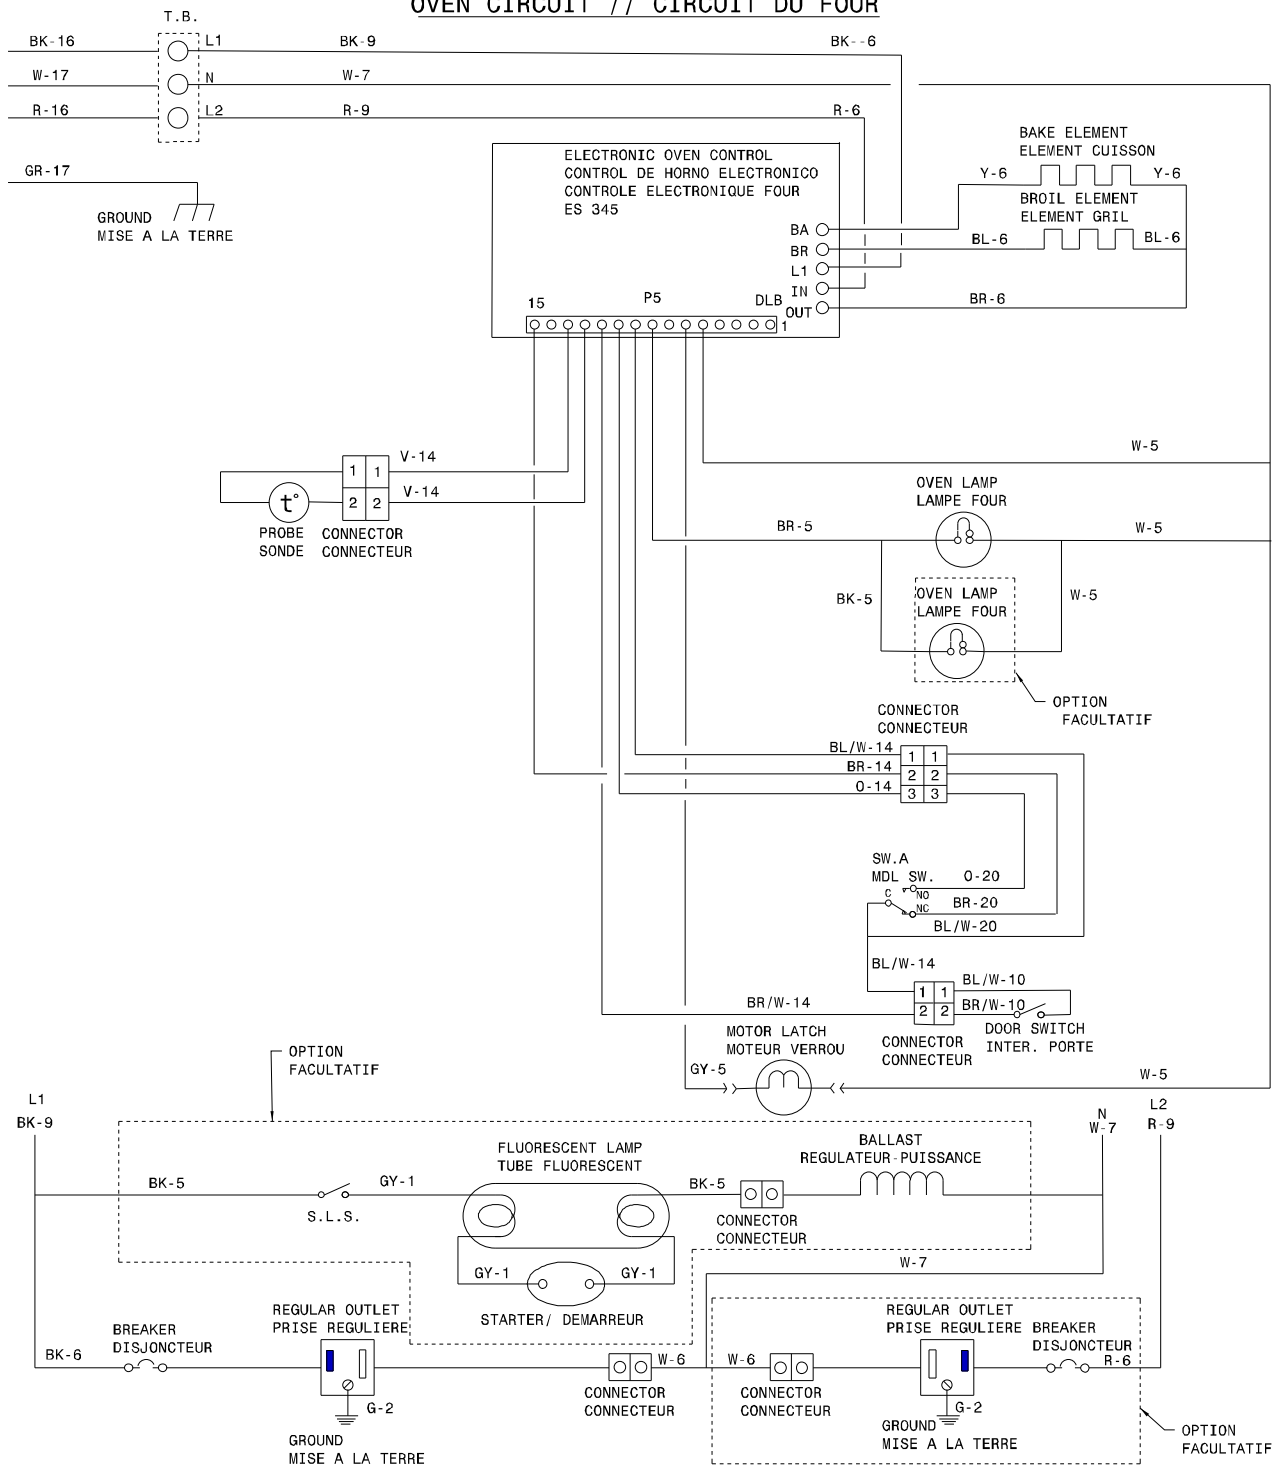 OVEN CIRCUIT // CIRCUIT DU FOUR
T.B.
BK-16
L1
BK-9
BK--6
W-17
N
W-7
R-16
L2
R-9
R-6
GR-17
GROUND
MISE A LA TERRE
ELECTRONIC OVEN CONTROL
CONTROL DE HORNO ELECTRONICO
CONTROLE ELECTRONIQUE FOUR
ES 345
BAKE ELEMENT
ELEMENT CUISSON
Y-6
Y-6
BROIL ELEMENT
ELEMENT GRIL
BA
BR
BL-6
BL-6
L1
IN
DLB
OUT
BR-6
15
P5
1
V-14
1 1
V-14
2 2
t°
PROBE
SONDE
CONNECTOR
CONNECTEUR
W-5
OVEN LAMP
LAMPE FOUR
BR-5
W-5
BK-5
OVEN LAMP
LAMPE FOUR
W-5
OPTION
FACULTATIF
CONNECTOR
CONNECTEUR
BL/W-14
1 1
BR-14
2 2
O-14
3 3
SW.A
MDL SW.
O-20
C
NO
NC
BR-20
BL/W-20
BL/W-14
BL/W-10
1 1
BR/W-14
2 2
BR/W-10
DOOR SWITCH
INTER. PORTE
CONNECTOR
CONNECTEUR
MOTOR LATCH
MOTEUR VERROU
GY-5
W-5
OPTION
FACULTATIF
L1
BK-9
N
W-7
L2
R-9
FLUORESCENT LAMP
TUBE FLUORESCENT
BALLAST
REGULATEUR-PUISSANCE
BK-5
GY-1
BK-5
S.L.S.
CONNECTOR
CONNECTEUR
GY-1
GY-1
STARTER/ DEMARREUR
W-7
BREAKER
DISJONCTEUR
REGULAR OUTLET
PRISE REGULIERE
REGULAR OUTLET
PRISE REGULIERE
BREAKER
DISJONCTEUR
BK-6
W-6
W-6
R-6
CONNECTOR
CONNECTEUR
CONNECTOR
CONNECTEUR
G-2
GROUND
MISE A LA TERRE
G-2
GROUND
MISE A LA TERRE
OPTION
FACULTATIF